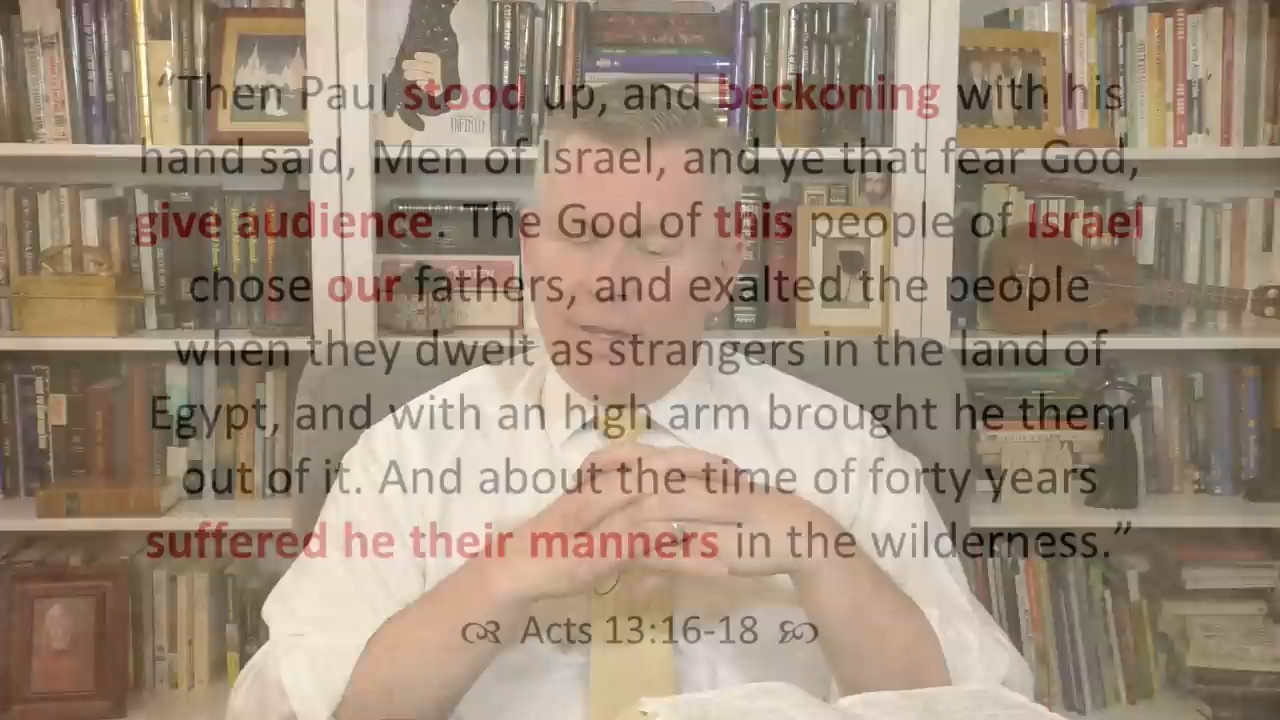 “Then Paul stood up, and beckoning with his
hand said, Men of Israel, and ye that fear God,
give audience. The God of this people of Israel
chose our fathers, and exalted the people
when they dwelt as strangers in the land of
Egypt, and with an high arm brought he them
out of it. And about the time of forty years
suffered he their manners in the wilderness.”
Acts 13:16-18